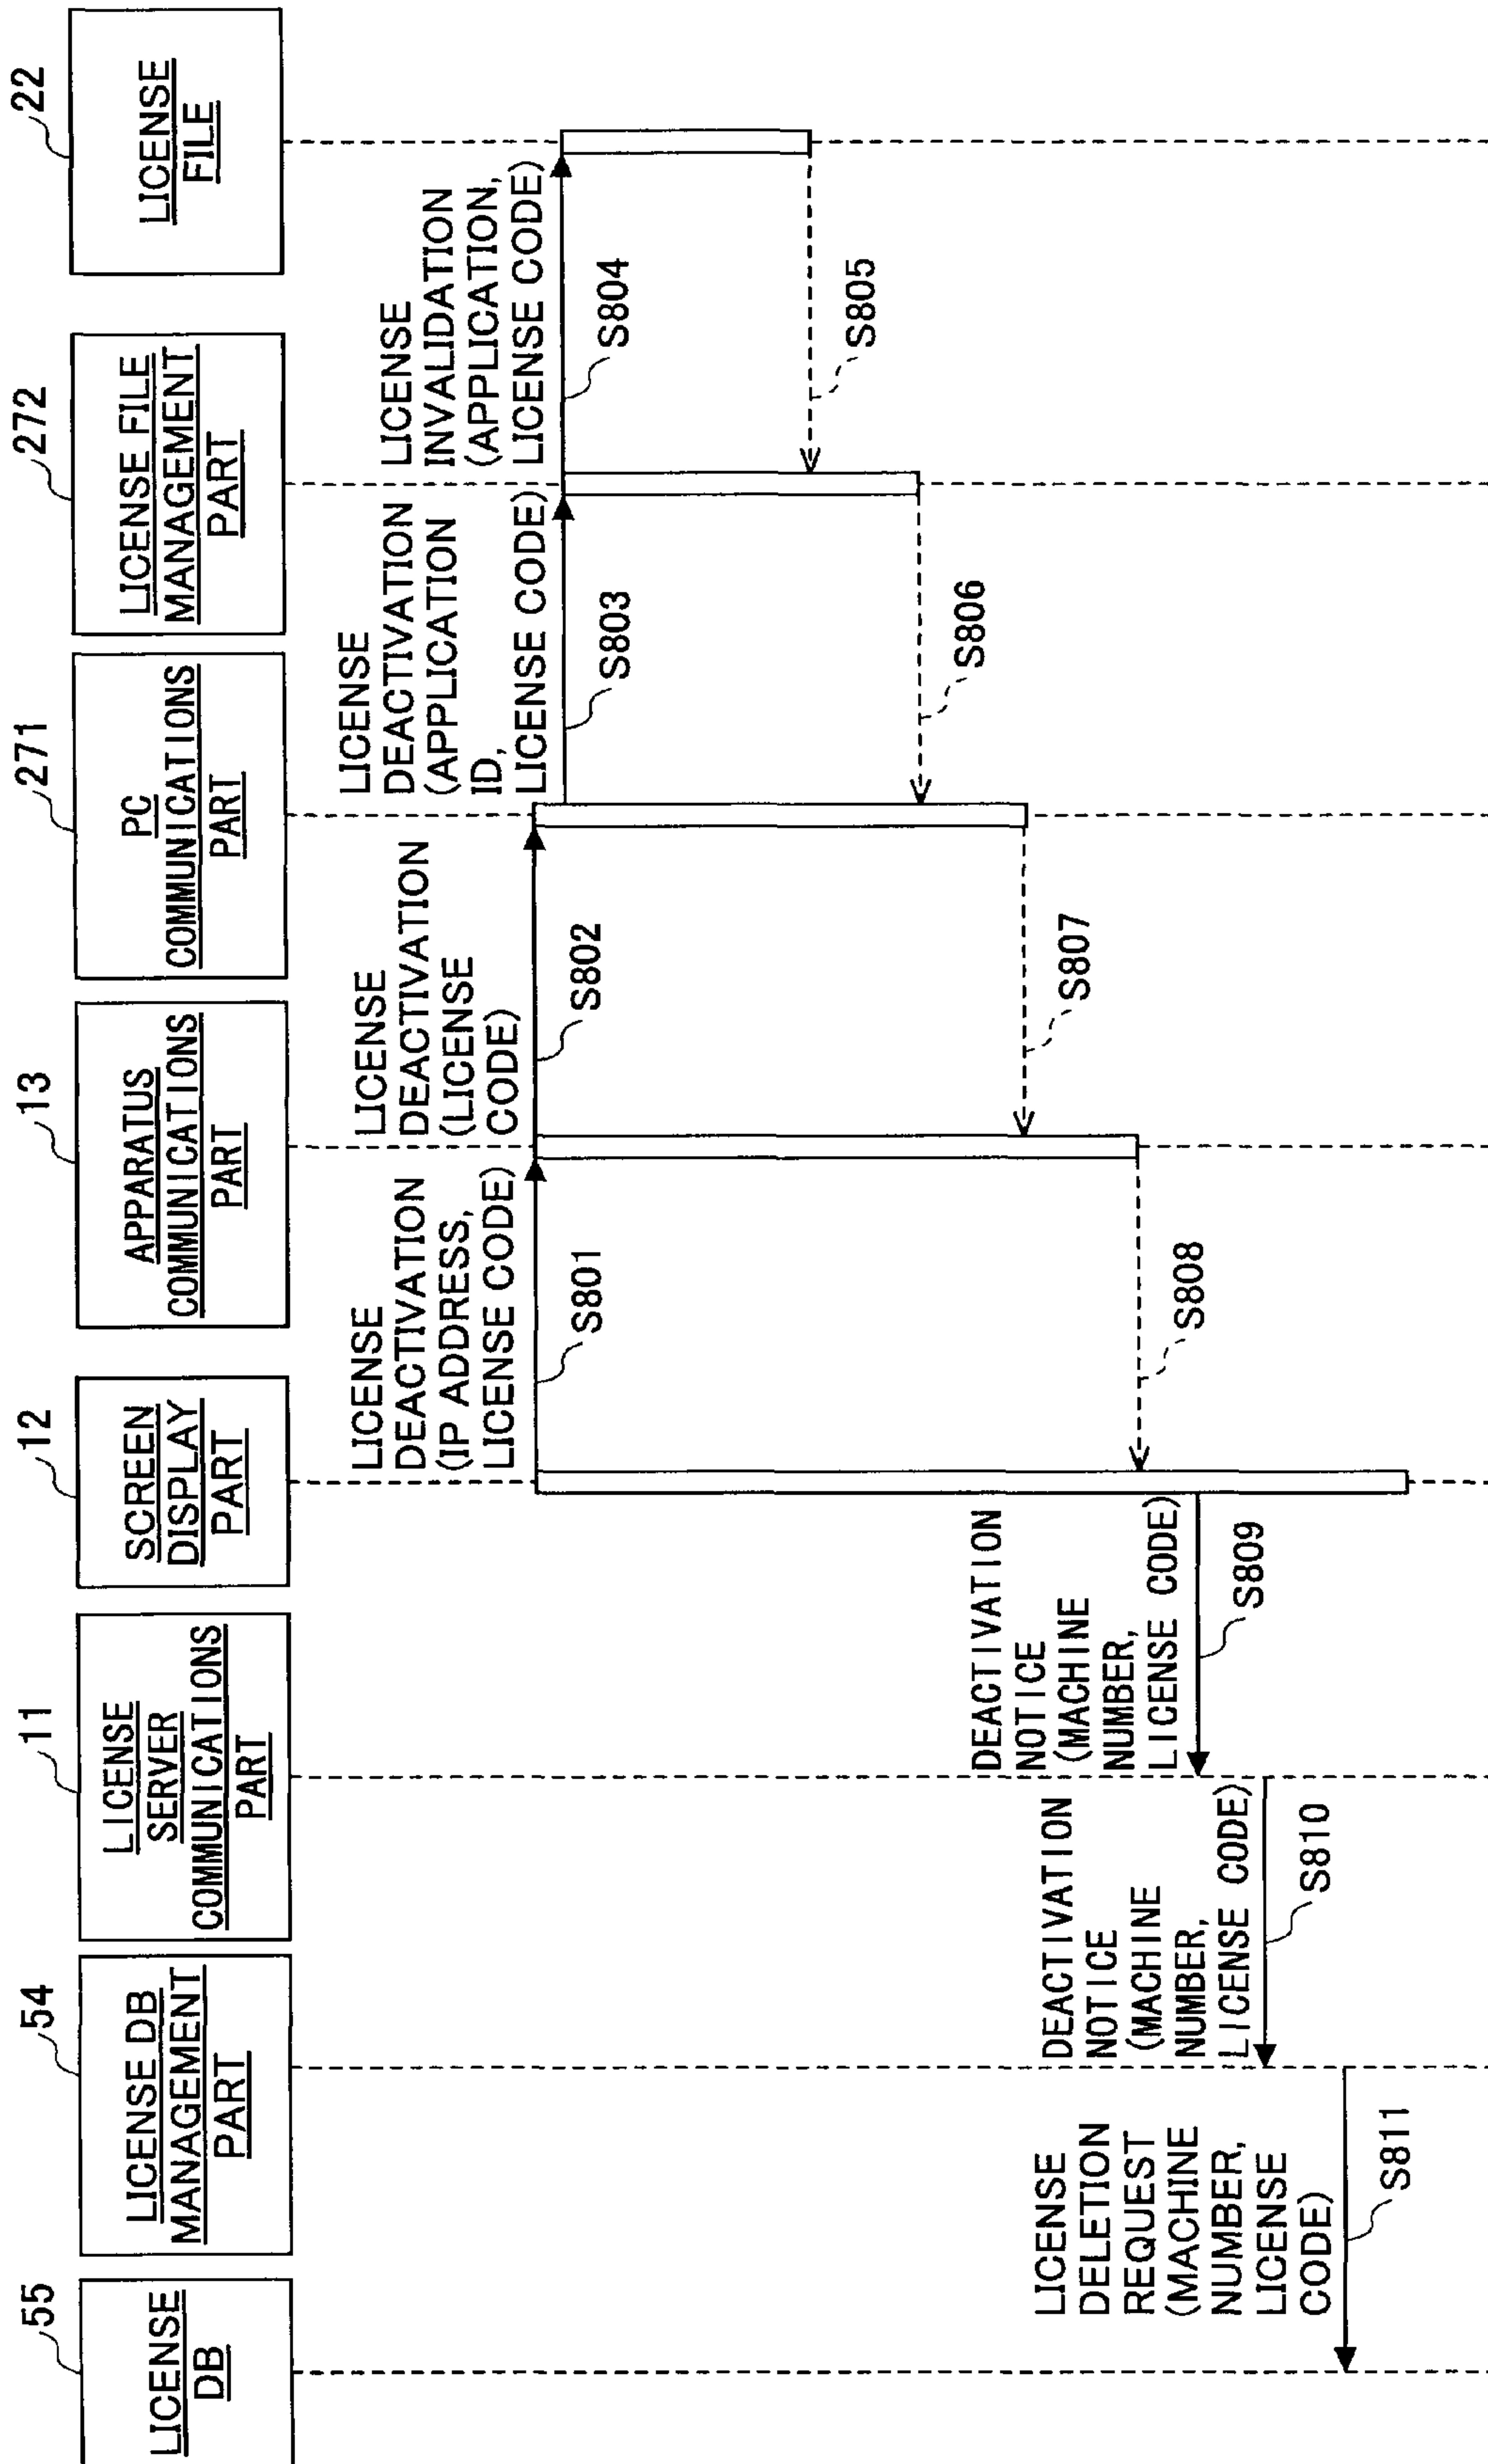 55
LICENSE
DB
54
LICENSE DB
MANAGEMENT
PART
11
LICENSE
SERVER
COMMUNICATIONS
PART
12
SCREEN
DISPLAY
PART
13
APPARATUS
COMMUNICATIONS
PART
271
PC
COMMUNICATIONS
PART
272
LICENSE FILE
MANAGEMENT
PART
22
LICENSE
FILE
LICENSE
DEACTIVATION
(IP ADDRESS,
LICENSE CODE)
S801
LICENSE
DEACTIVATION
(LICENSE
CODE)
S802
LICENSE
DEACTIVATION
(APPLICATION
ID,
LICENSE CODE)
S803
LICENSE
INVALIDATION
(APPLICATION,
LICENSE CODE)
S804
S805
S806
S807
S808
DEACTIVATION
NOTICE
(MACHINE
NUMBER,
LICENSE CODE)
S809
DEACTIVATION
NOTICE
(MACHINE
NUMBER,
LICENSE CODE)
S810
LICENSE
DELETION
REQUEST
(MACHINE
NUMBER,
LICENSE
CODE)
S811